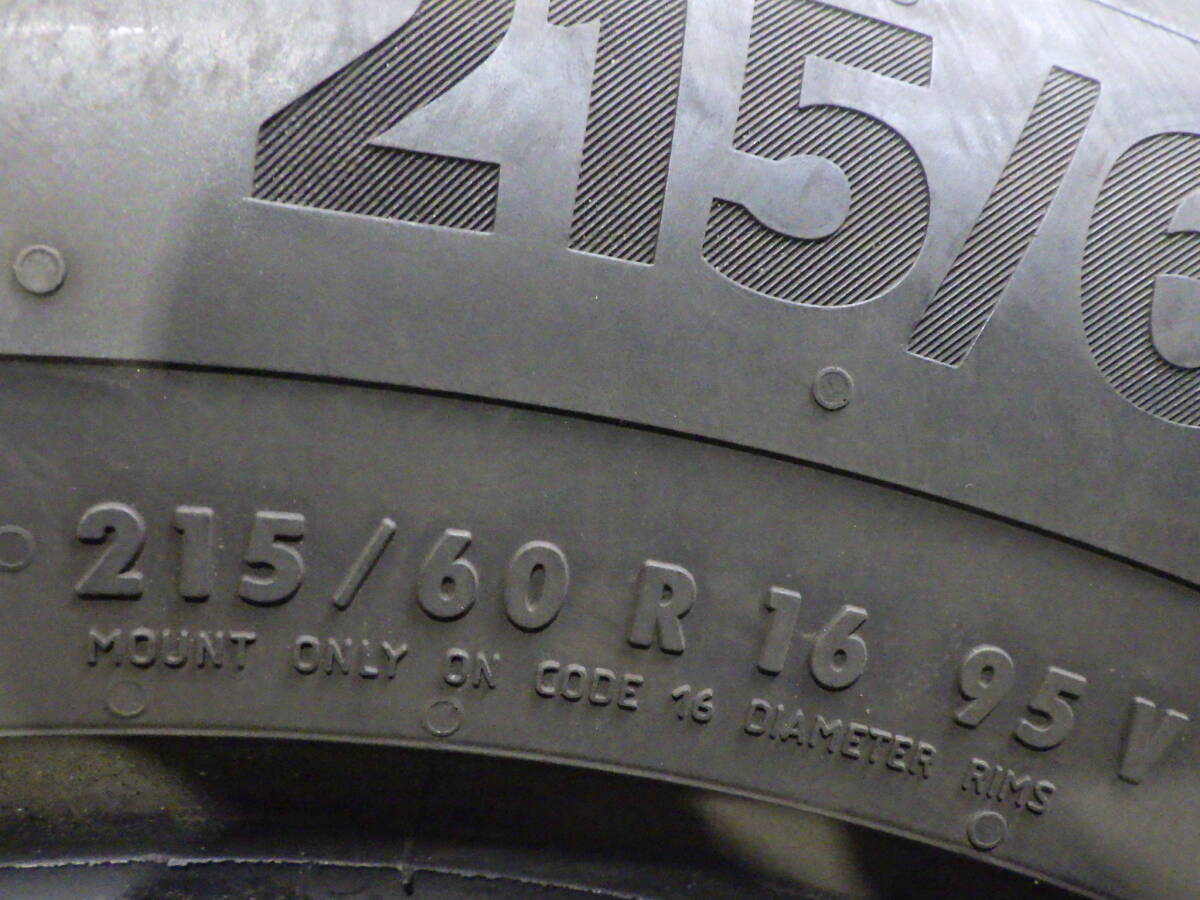 215/6
215/60 R 16 95 V
MOUNT ONLY ON CODE 16 DIAMETER RIMS